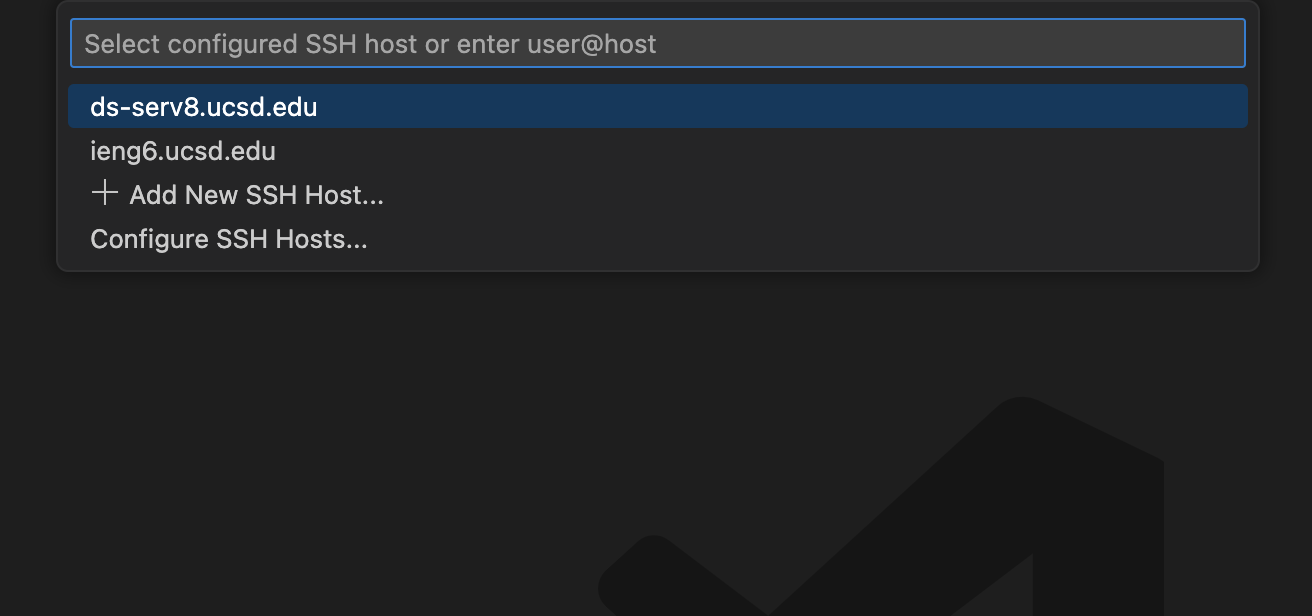 Select configured SSH host or enter user@host
ds-serv8.ucsd.edu
ieng6.ucsd.edu
+ Add New SSH Host...
Configure SSH Hosts...